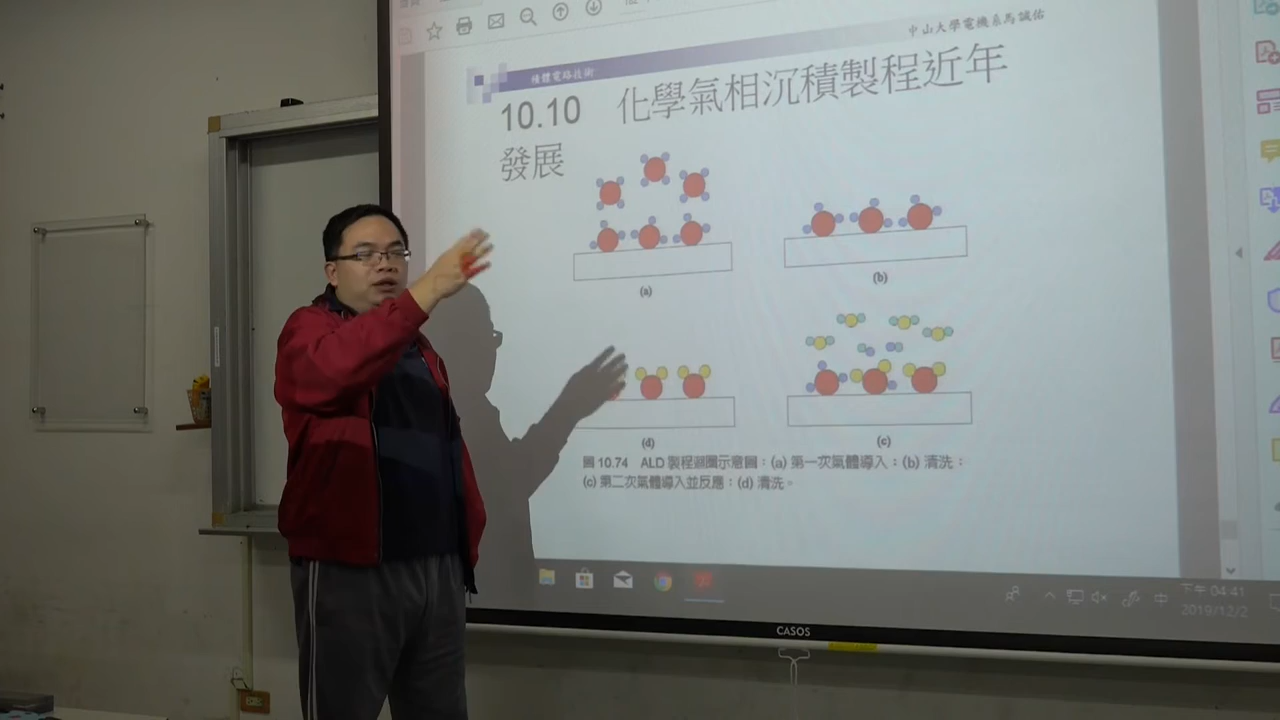 中山大學電機系馬誠佑
積體電路技術
10.10 化學氣相沉積製程近年
發展
(a)
(b)
(d)
(c)
圖 10.74 ALD 製程迴圈示意圖：(a) 第一次氣體導入；(b) 清洗；
(c) 第二次氣體導入並反應；(d) 清洗。
中
下午 04:41
2019/12/2
CASOS